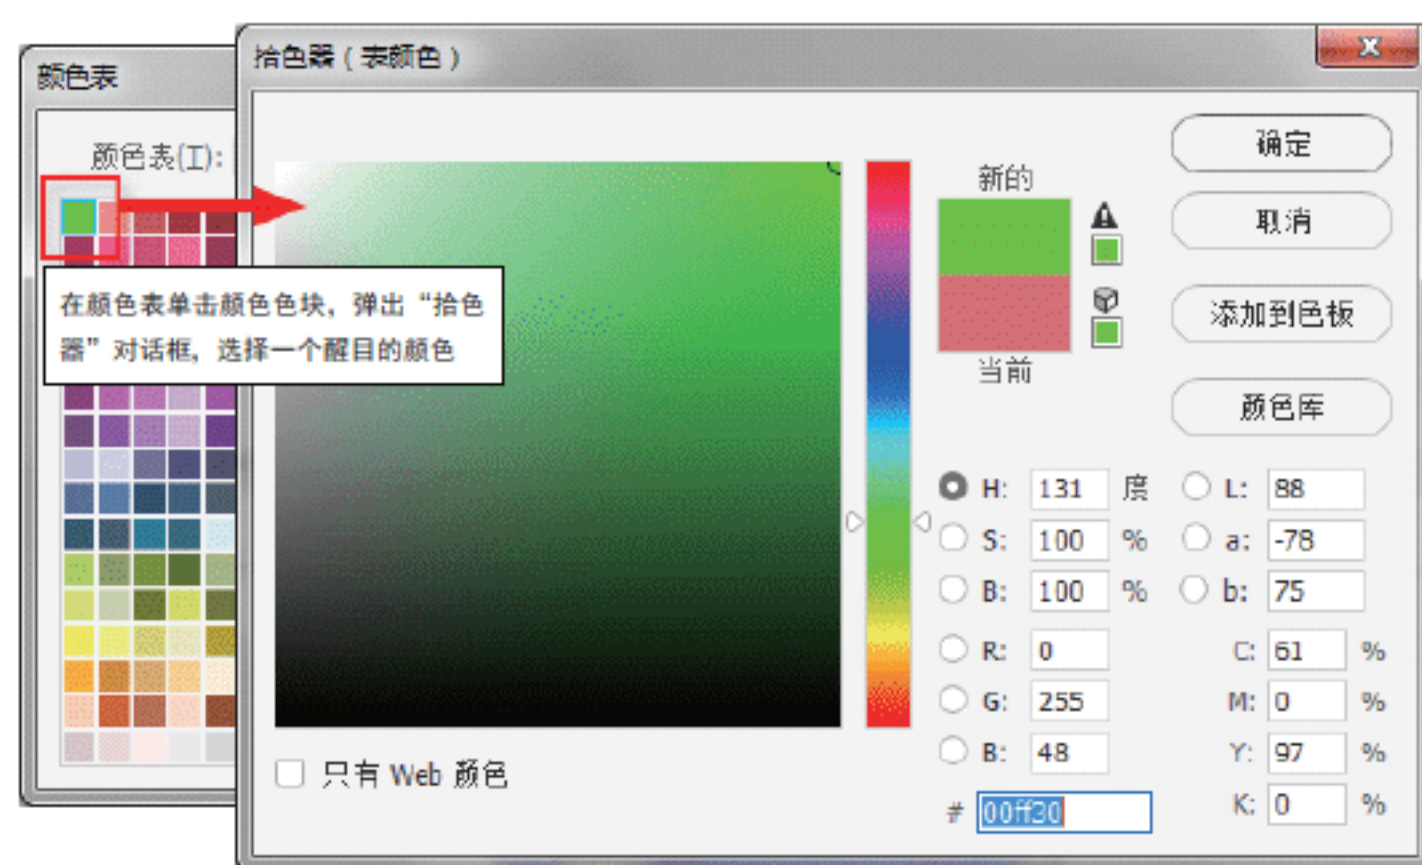 颜色表
颜色表(T):
拾色器（表颜色）
在颜色表单击颜色色块，弹出“拾色
器”对话框，选择一个醒目的颜色
新的
当前
确定
取消
添加到色板
颜色库
H: 131 度
S: 100 %
B: 100 %
R: 0
G: 255
B: 48
# 00ff30
L: 88
a: -78
b: 75
C: 61 %
M: 0 %
Y: 97 %
K: 0 %
只有 Web 颜色